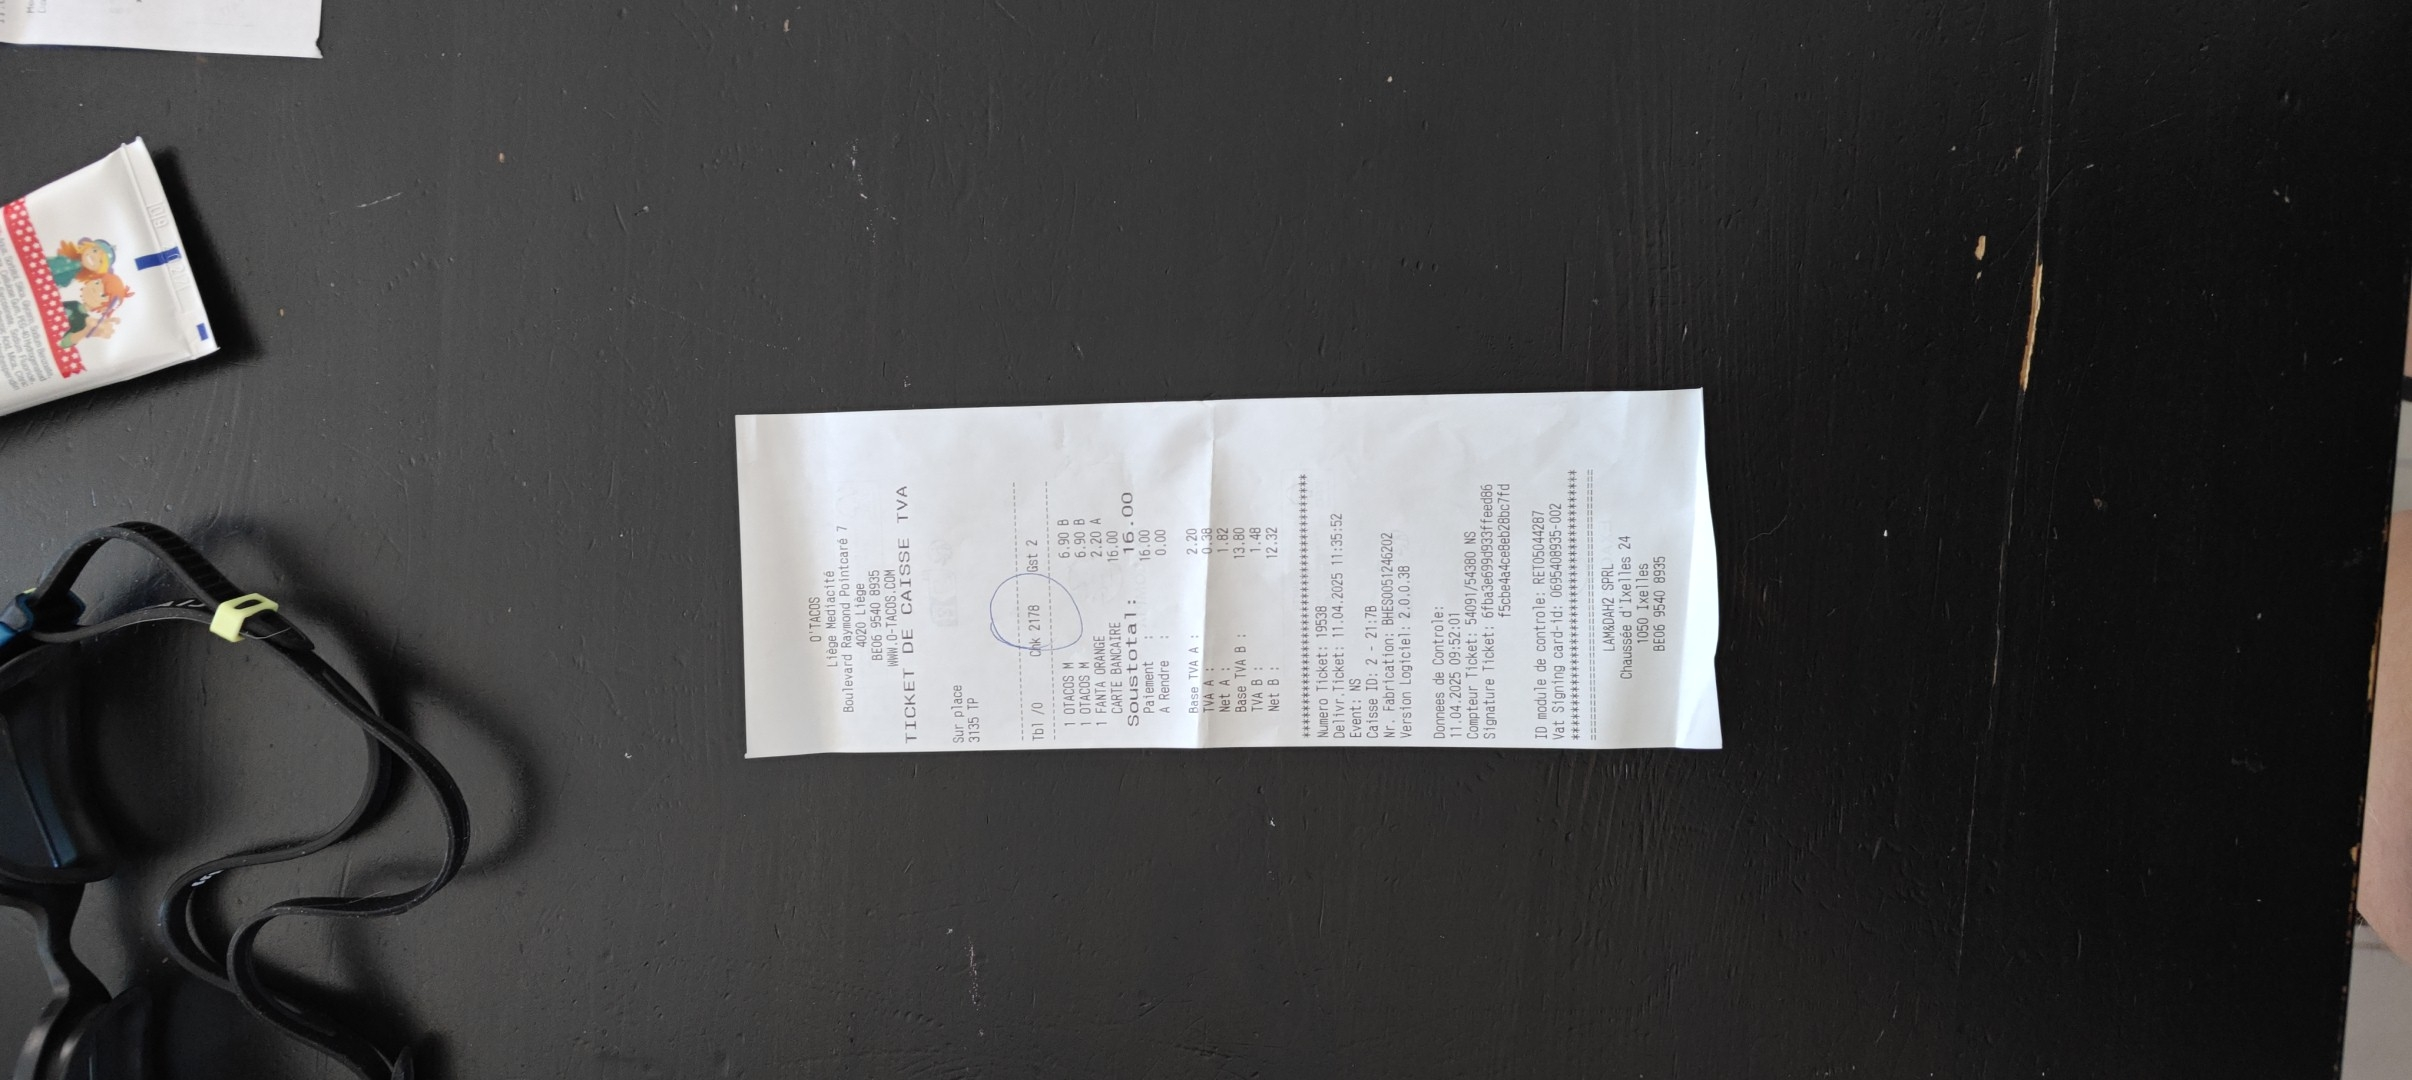 O'TACOS
Liège Mediacité
Boulevard Raymond Pointcaré 7
4020 Liège
BE06 9540 8935
WWW.O-TACOS.COM
TICKET DE CAISSE TVA
Sur place
3135 TP
Tbl /0 Chk 2178 Gst 2
1 OTACOS M 6.90 B
1 OTACOS M 6.90 B
1 FANTA ORANGE 2.20 A
CARTE BANCAIRE 16.00
Soustotal: 16.00
Paiement : 16.00
A Rendre : 0.00
Base TVA A : 2.20
TVA A : 0.38
Net A : 1.82
Base TVA B : 13.80
TVA B : 1.48
Net B : 12.32
Numero Ticket: 19538
Delivr.Ticket: 11.04.2025 11:35:52
Event: NS
Caisse ID: 2 - 21:7B
Nr. Fabrication: BHES0051246202
Version Logiciel: 2.0.0.38
Donnees de Controle:
11.04.2025 09:52:01
Compteur Ticket: 54091/54380 NS
Signature Ticket: 6fba3e699d933ffeed86
f5cbe4a4ce8eb28bc7fd
ID module de controle: RET05044287
Vat Signing card-id: 0695408935-002
LAM&DAH2 SPRL
Chaussée d'Ixelles 24
1050 Ixelles
BE06 9540 8935